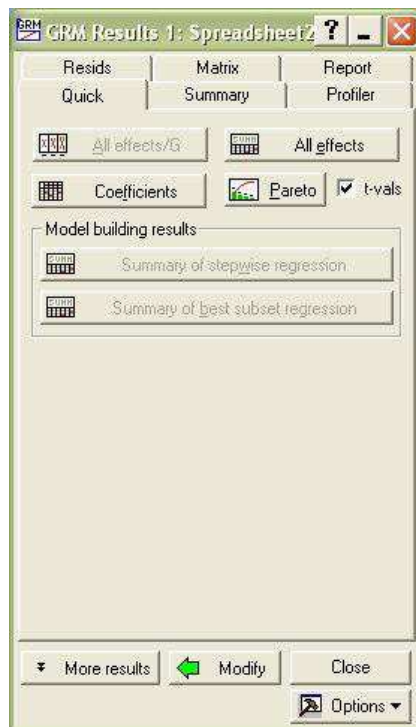 GRM GRM Results 1: Spreadsheet2 ?
Resids Matrix Report
Quick Summary Profiler
All effects/G All effects
Coefficients Pareto t-vals
Model building results
Summary of stepwise regression
Summary of best subset regression
More results Modify Close
Options